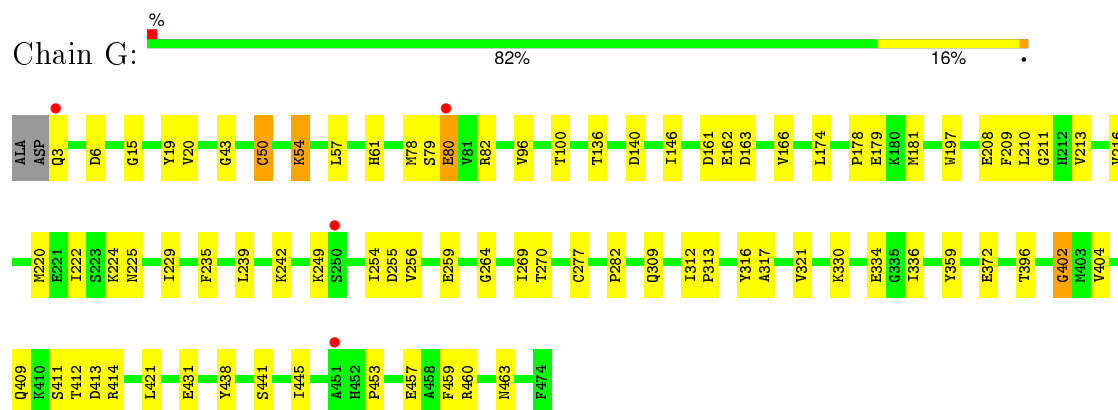 %
Chain G:
82% 16% •
ALA ASP Q3 D6 G15 Y19 V20 G43 C50 K54 L57 H61 M78 S79 E80 V81 R82 V96 T100 T136 D140 I146 D161 E162 D163 V166 L174 P178 E179 K180 M181 W197 E208 F209 L210 G211 H212 V213 V216
M220 E221 I222 S223 K224 N225 I229 F235 L239 K242 K249 S250 I254 D255 V256 E259 G264 I269 T270 C277 P282 Q309 I312 P313 Y316 A317 V321 K330 E334 G335 I336 Y359 E372 T396 G402 M403 V404
Q409 K410 S411 T412 D413 R414 L421 E431 Y438 S441 I445 A451 H452 P453 E457 A458 F459 R460 N463 F474